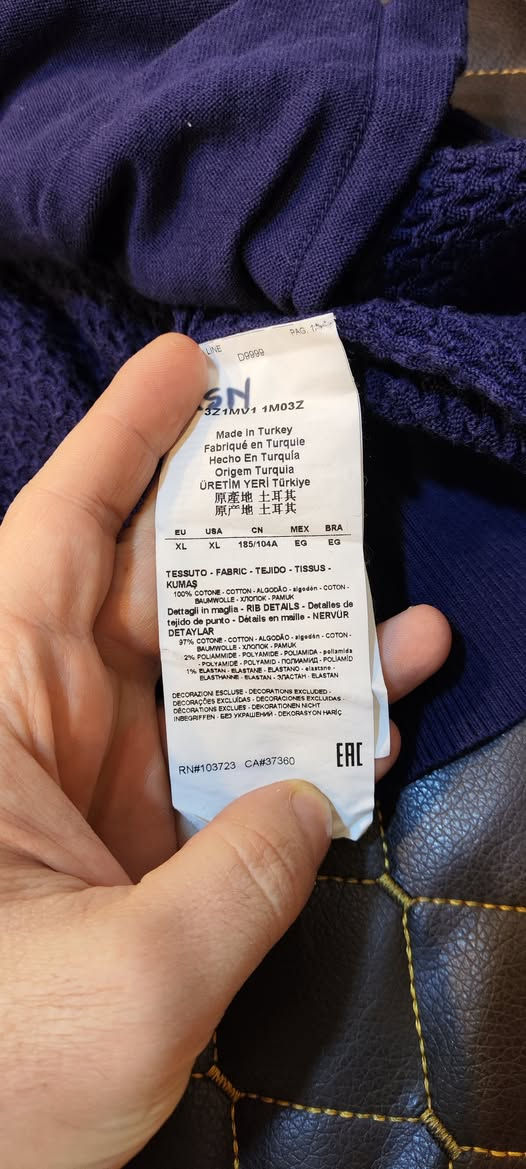 LINE D9999 PAG.
SN
3Z1MV1 1M03Z
Made in Turkey
Fabriqué en Turquie
Hecho En Turquía
Origem Turquia
ÜRETİM YERİ Türkiye
原產地 土耳其
原产地 土耳其
EU USA CN MEX BRA
XL XL 185/104A EG EG
TESSUTO - FABRIC - TEJIDO - TISSUS -
KUMAŞ
100% COTONE - COTTON - ALGODÃO - algodón - COTON -
BAUMWOLLE - ХЛОПОК - PAMUK
Dettagli in maglia - RIB DETAILS - Detalles de
tejido de punto - Détails en maille - NERVÜR
DETAYLAR
97% COTONE - COTTON - ALGODÃO - algodón - COTON -
BAUMWOLLE - ХЛОПОК - PAMUK
2% POLIAMMIDE - POLYAMIDE - POLIAMIDA - poliamida
- POLYAMIDE - POLYAMID - ПОЛИАМИД - POLİAMİD
1% ELASTAN - ELASTANE - ELASTANO - elastane -
ELASTHANNE - ELASTAN - ЭЛАСТАН - ELASTAN
DECORAZIONI ESCLUSE - DECORATIONS EXCLUDED -
DECORAÇÕES EXCLUÍDAS - DECORACIONES EXCLUIDAS -
DÉCORATIONS EXCLUES - DEKORATIONEN NICHT
INBEGRIFFEN - БЕЗ УКРАШЕНИЙ - DEKORASYON HARİÇ
RN#103723 CA#37360 EAC